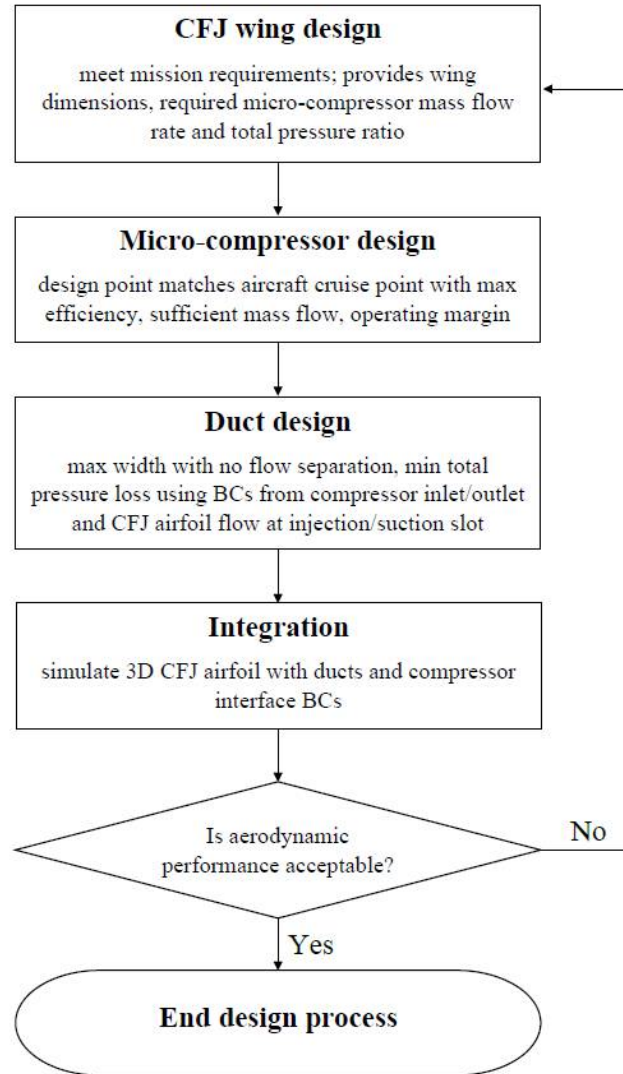 CFJ wing design
meet mission requirements; provides wing
dimensions, required micro-compressor mass flow
rate and total pressure ratio
Micro-compressor design
design point matches aircraft cruise point with max
efficiency, sufficient mass flow, operating margin
Duct design
max width with no flow separation, min total
pressure loss using BCs from compressor inlet/outlet
and CFJ airfoil flow at injection/suction slot
Integration
simulate 3D CFJ airfoil with ducts and compressor
interface BCs
Is aerodynamic
performance acceptable?
No
Yes
End design process